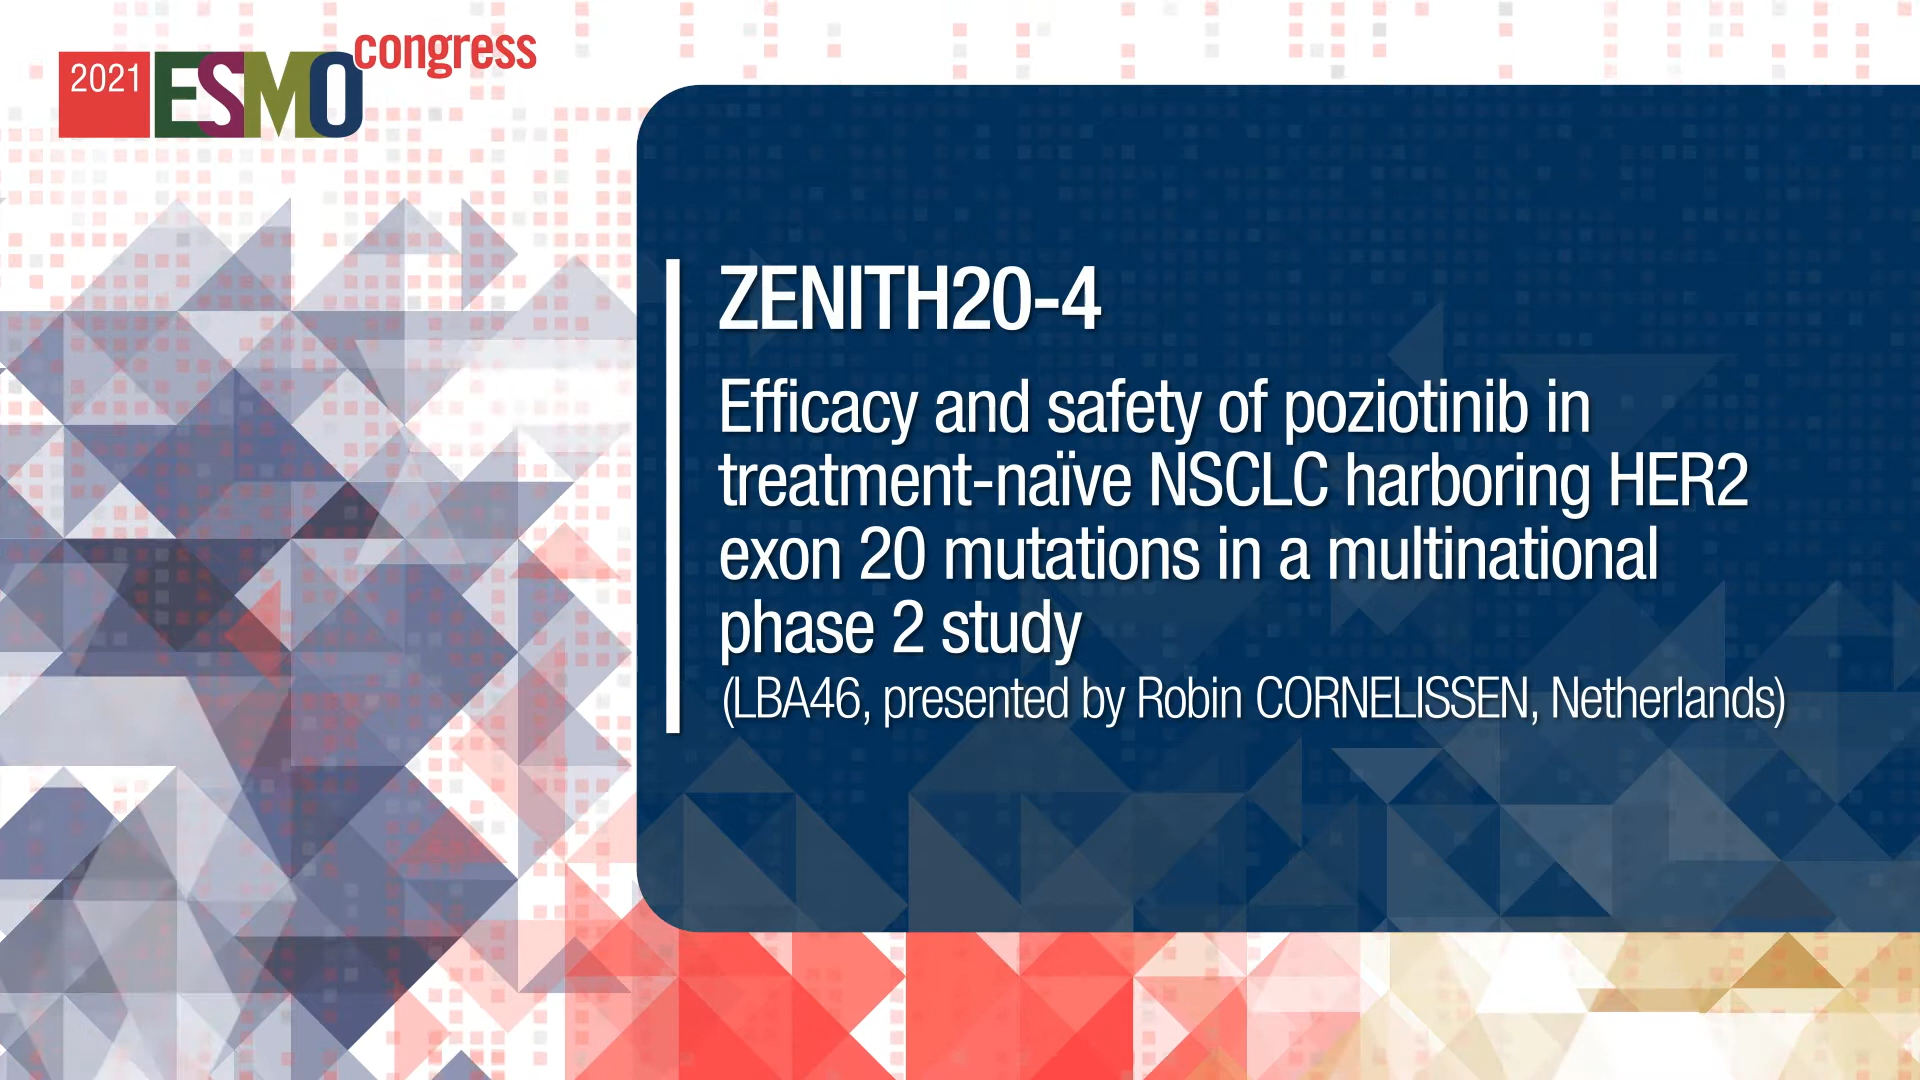 2021 ESMO congress
ZENITH20-4
Efficacy and safety of poziotinib in
treatment-naïve NSCLC harboring HER2
exon 20 mutations in a multinational
phase 2 study
(LBA46, presented by Robin CORNELISSEN, Netherlands)